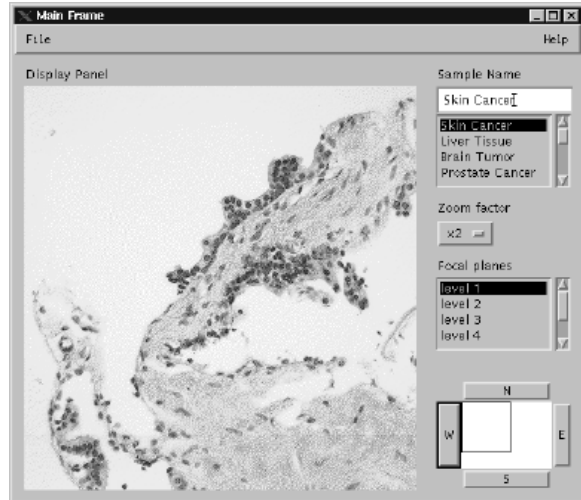 Main Frame
File
Help
Display Panel
Sample Name
Skin Cancer
Skin Cancer
Liver Tissue
Brain Tumor
Prostate Cancer
Zoom factor
x2
Focal planes
level 1
level 2
level 3
level 4
N
W
E
S